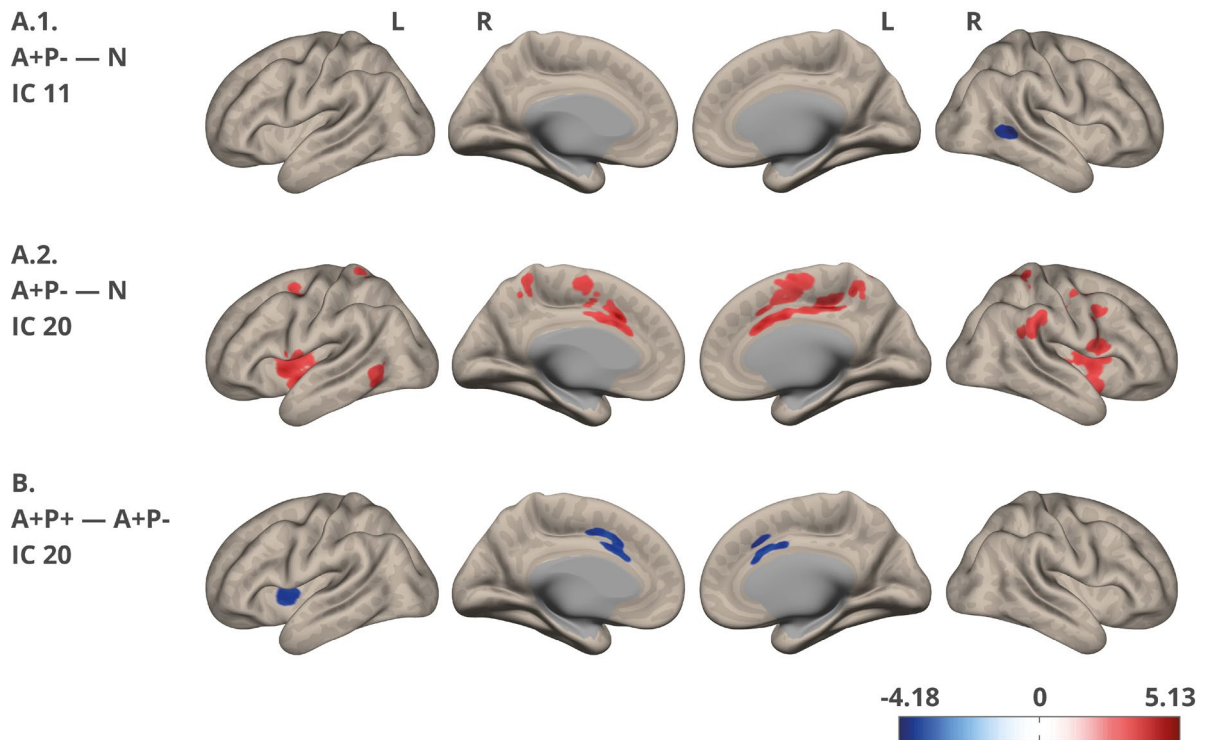 A.1.
L R L R
A+P- — N
IC 11
A.2.
A+P- — N
IC 20
B.
A+P+ — A+P-
IC 20
-4.18 0 5.13